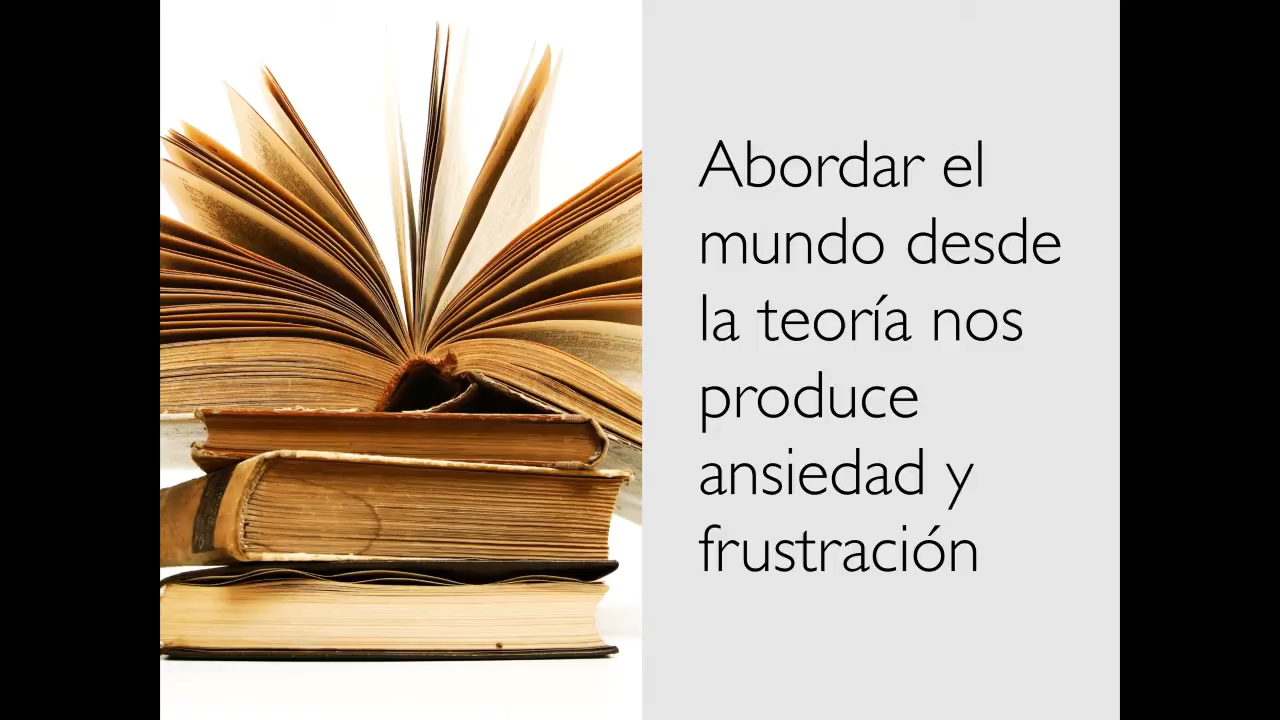 Abordar el
mundo desde
la teoría nos
produce
ansiedad y
frustración